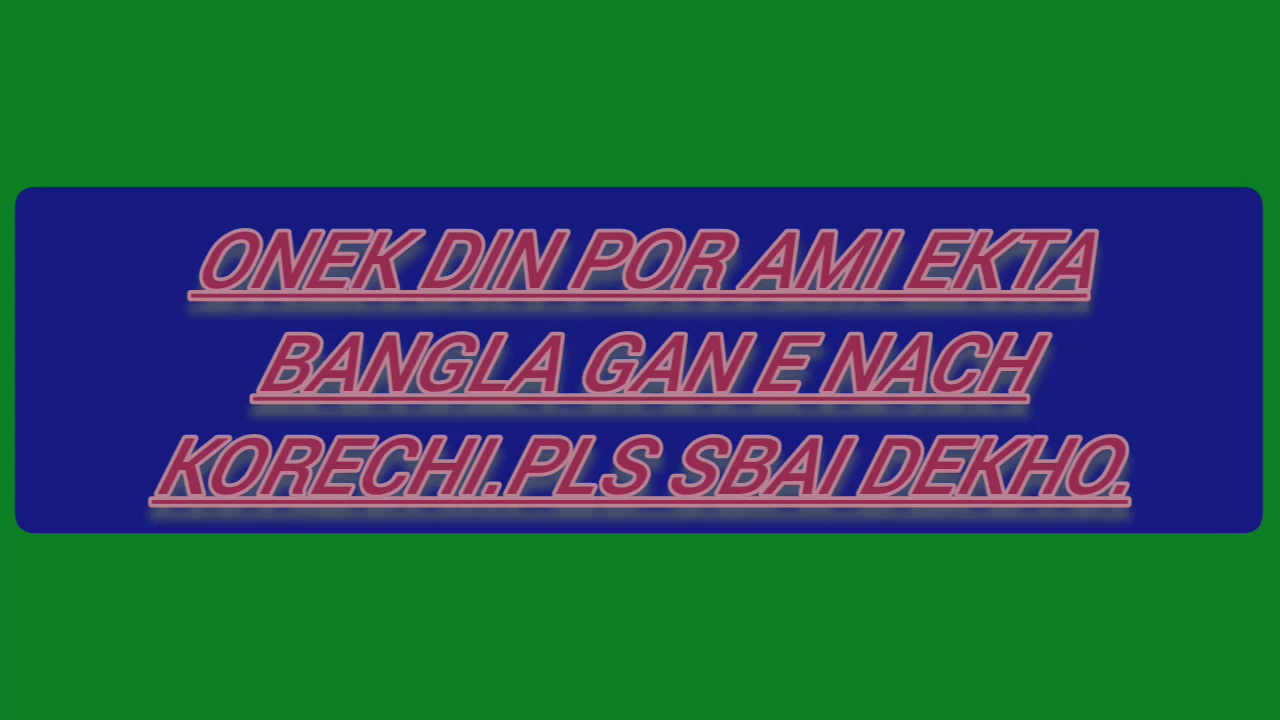 ONEK DIN POR AMI EKTA
BANGLA GAN E NACH
KORECHI.PLS SBAI DEKHO.